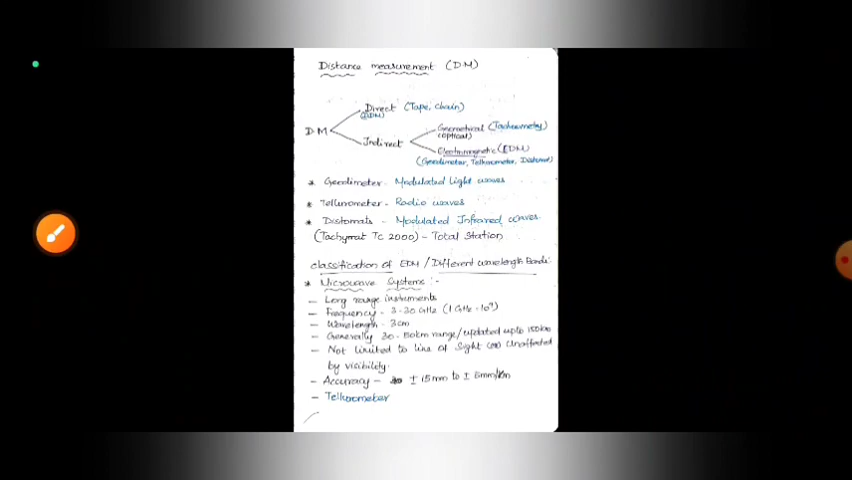 Distance measurement (DM)
Direct (Tape, chain)
(DDM)
DM
Indirect
Geometrical (Tacheometry)
(optical)
Electromagnetic (EDM)
(Geodimeter, Tellurometer, Distomat)
* Geodimeter - Modulated Light waves
* Tellurometer - Radio waves
* Distomats - Modulated Infrared waves
(Tachymat TC 2000) - Total Station
classification of EDM / Different wavelength Bands:
* Microwave Systems :-
- Long range instruments
- Frequency - 3-30 GHz (1 GHz - 10⁹)
- Wavelength - 3cm
- Generally 30-50km range/updated upto 150km
- Not limited to line of Sight (or) unaffected
by visibility.
- Accuracy - ± 15mm to ± 5mm/km
- Tellurometer